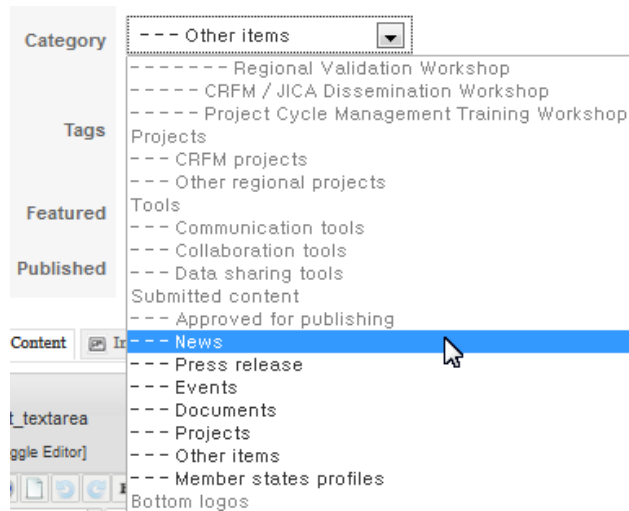 Category
- - - Other items
- - - - - - - Regional Validation Workshop
- - - - - CRFM / JICA Dissemination Workshop
- - - - - Project Cycle Management Training Workshop
Tags
Projects
- - - CRFM projects
- - - Other regional projects
Featured
Tools
- - - Communication tools
- - - Collaboration tools
Published
- - - Data sharing tools
Submitted content
- - - Approved for publishing
Content
- - - News
- - - Press release
- - - Events
- - - Documents
t_textarea
- - - Projects
ggle Editor]
- - - Other items
- - - Member states profiles
Bottom logos